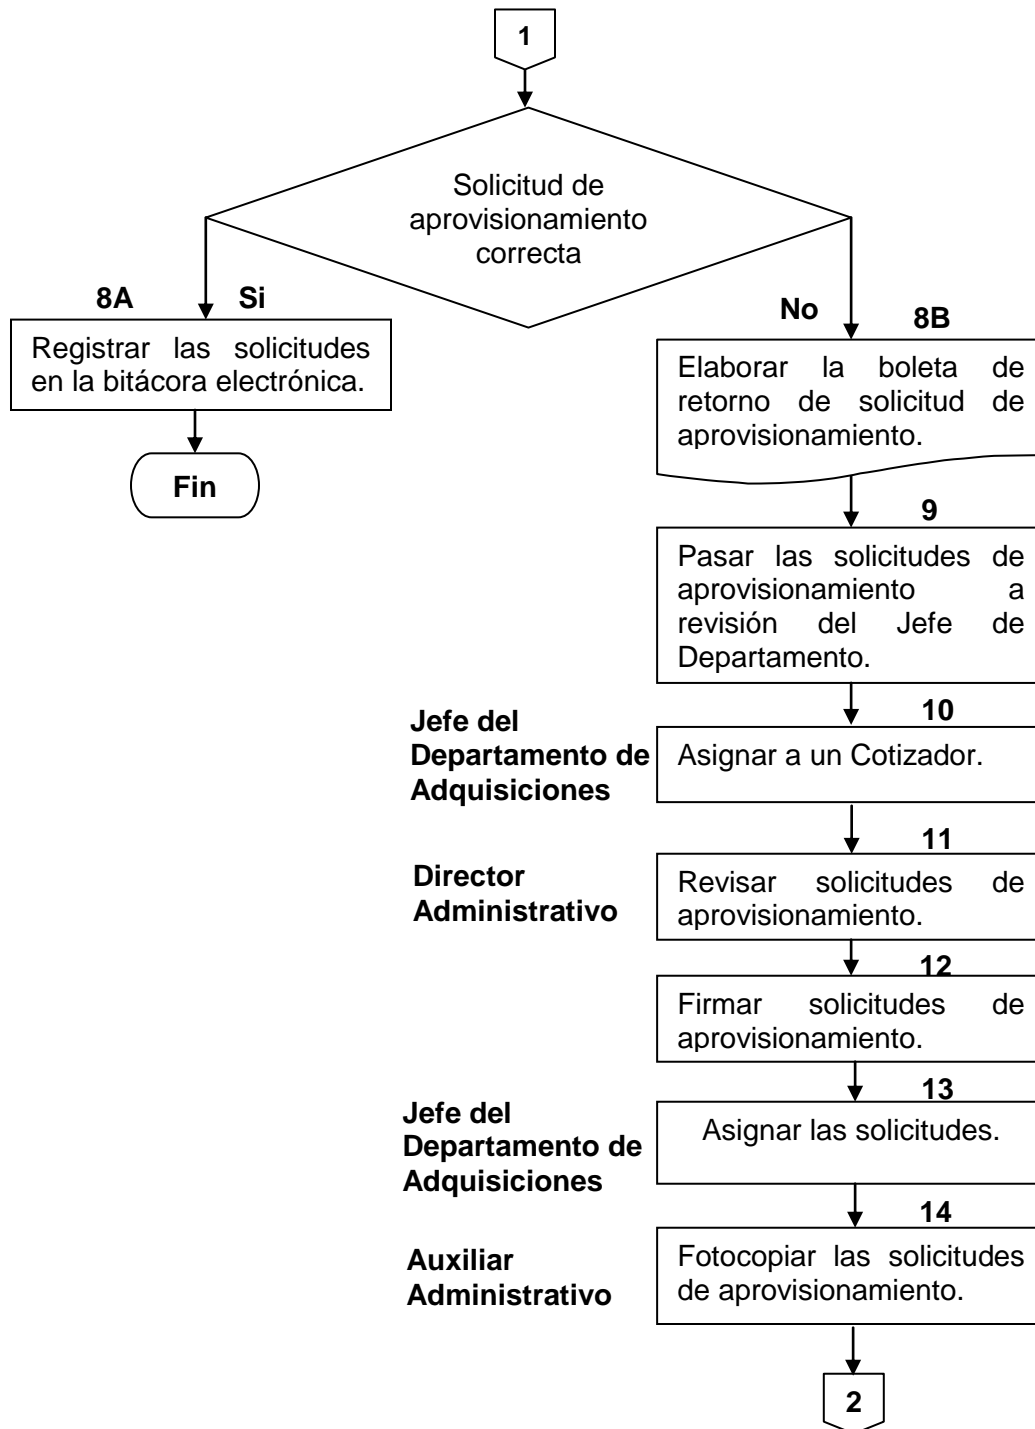 1
Solicitud de
aprovisionamiento
correcta
8A
Si
Registrar las solicitudes
en la bitácora electrónica.
Fin
No
8B
Elaborar la boleta de
retorno de solicitud de
aprovisionamiento.
9
Pasar las solicitudes de
aprovisionamiento a
revisión del Jefe de
Departamento.
10
Jefe del
Departamento de
Adquisiciones
Asignar a un Cotizador.
11
Director
Administrativo
Revisar solicitudes de
aprovisionamiento.
12
Firmar solicitudes de
aprovisionamiento.
13
Jefe del
Departamento de
Adquisiciones
Asignar las solicitudes.
14
Auxiliar
Administrativo
Fotocopiar las solicitudes
de aprovisionamiento.
2